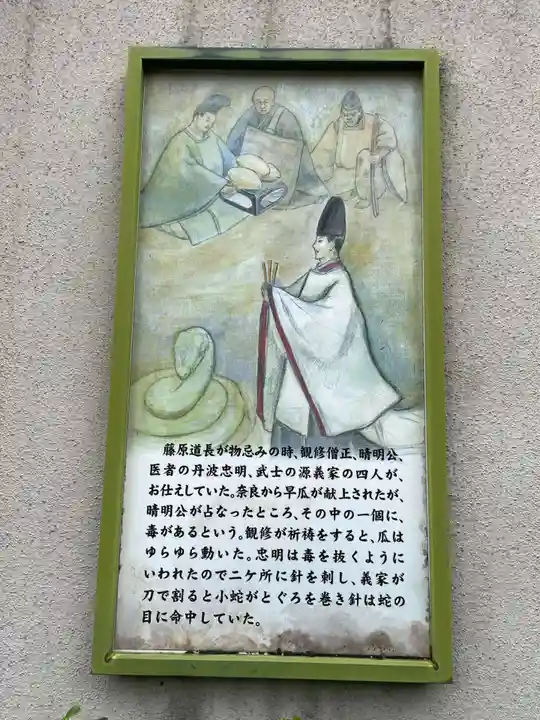 藤原道長が物忌みの時、観修僧正、晴明公、
医者の丹波忠明、武士の源義家の四人が、
お仕えしていた。奈良から早瓜が献上されたが、
晴明公が占なったところ、その中の一個に、
毒があるという。観修が祈祷をすると、瓜は
ゆらゆら動いた。忠明は毒を抜くように
いわれたので二ケ所に針を刺し、義家が
刀で割ると小蛇がとぐろを巻き針は蛇の
目に命中していた。